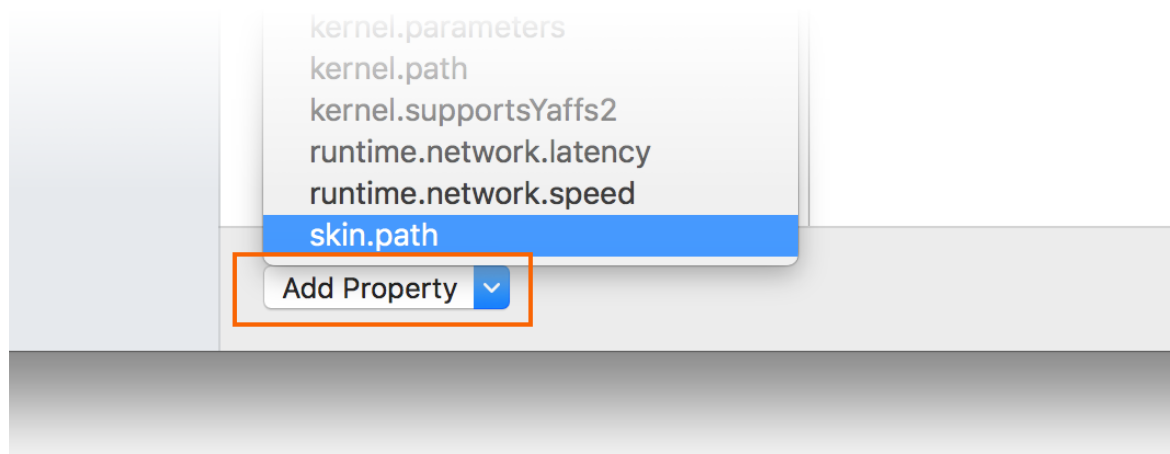 kernel.parameters
kernel.path
kernel.supportsYaffs2
runtime.network.latency
runtime.network.speed
skin.path
Add Property